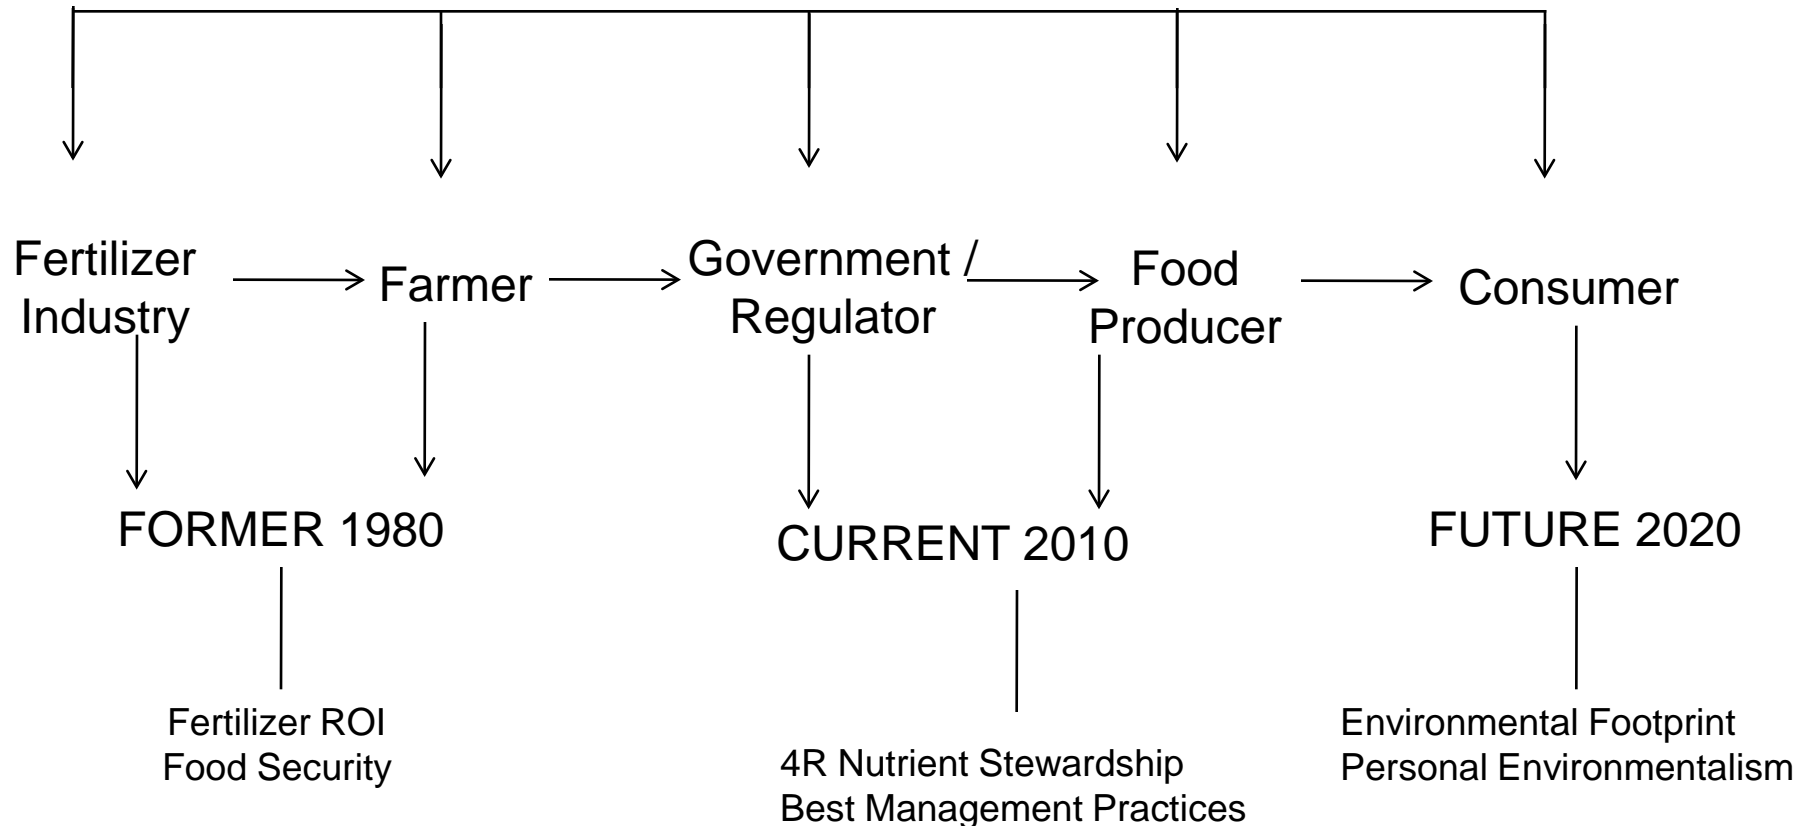 Fertilizer
Industry
Farmer
Government /
Regulator
Food
Producer
Consumer
FORMER 1980
CURRENT 2010
FUTURE 2020
Fertilizer ROI
Food Security
4R Nutrient Stewardship
Best Management Practices
Environmental Footprint
Personal Environmentalism